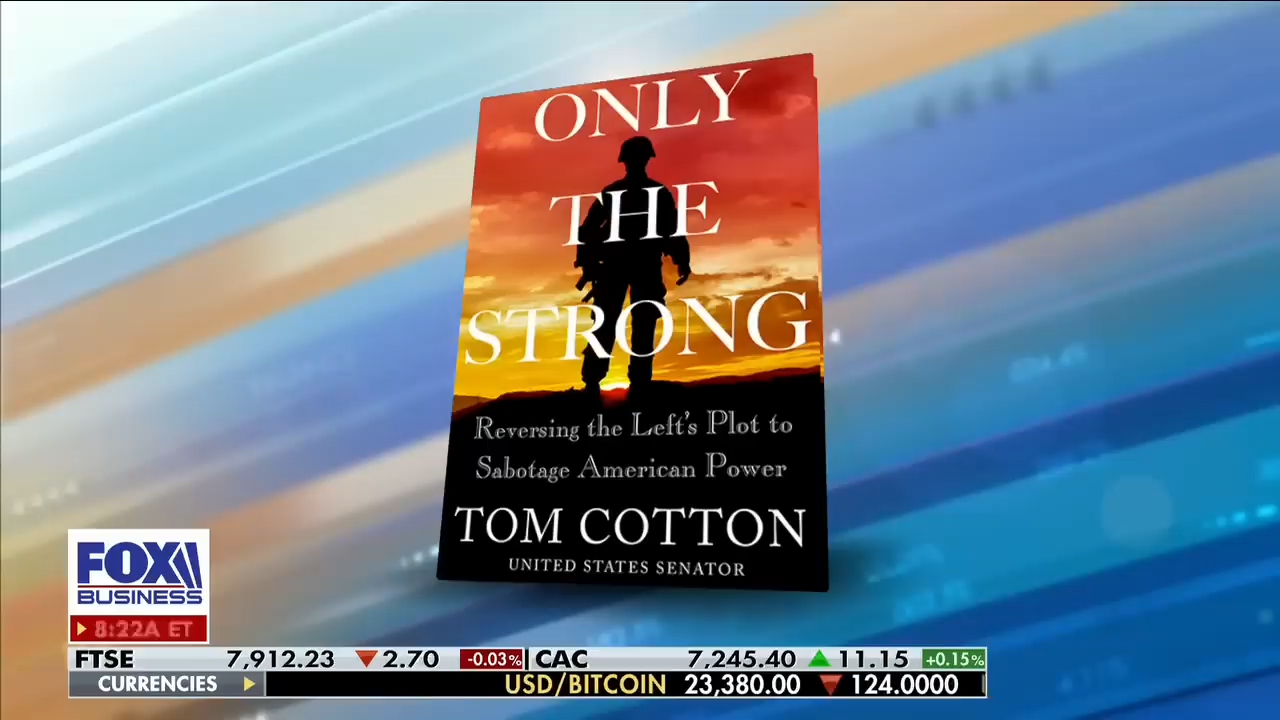 ONLY
THE
STRONG
Reversing the Left's Plot to
Sabotage American Power
TOM COTTON
UNITED STATES SENATOR
FOX
BUSINESS
8:22A ET
FTSE 7,912.23 ▼ 2.70 -0.03% CAC 7,245.40 ▲ 11.15 +0.15%
CURRENCIES USD/BITCOIN 23,380.00 ▼ 124.0000